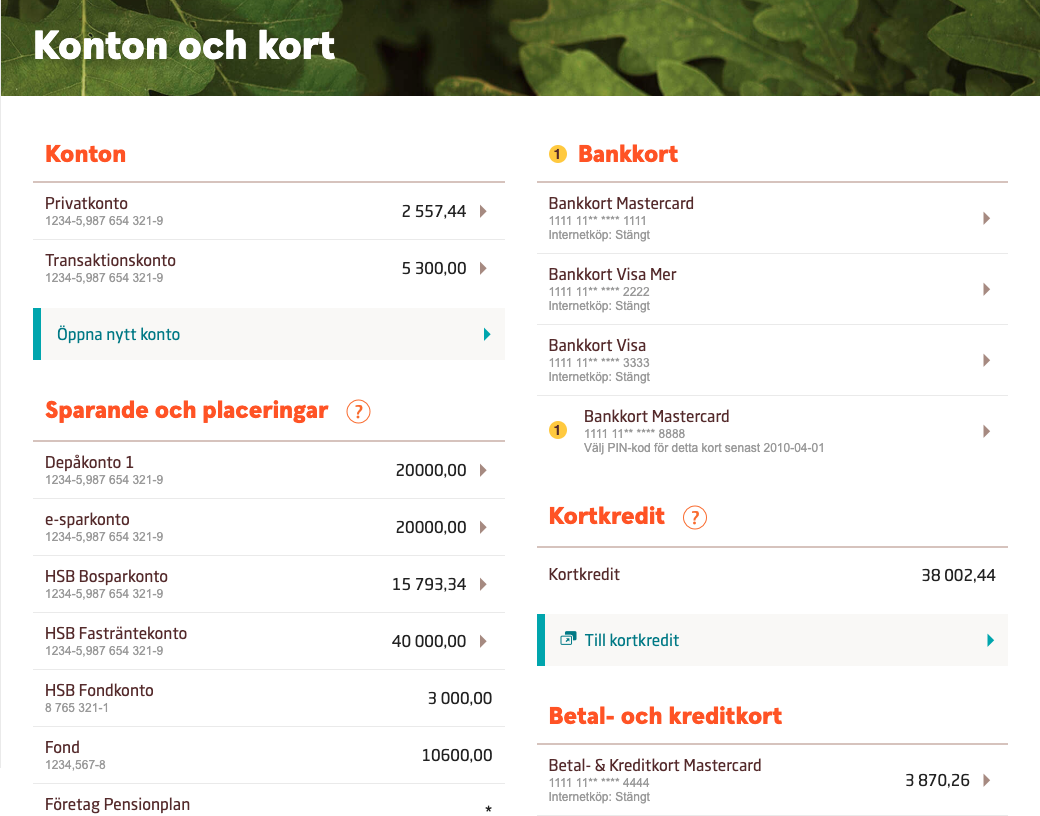 Konton och kort
Konton
Privatkonto
2 557,44
1234-5,987 654 321-9
Transaktionskonto
5 300,00
1234-5,987 654 321-9
Öppna nytt konto
Sparande och placeringar ?
Depåkonto 1
20000,00
1234-5,987 654 321-9
e-sparkonto
20000,00
1234-5,987 654 321-9
HSB Bosparkonto
15 793,34
1234-5,987 654 321-9
HSB Fasträntekonto
40 000,00
1234-5,987 654 321-9
HSB Fondkonto
3 000,00
8 765 321-1
Fond
10600,00
1234,567-8
Företag Pensionplan
*
1 Bankkort
Bankkort Mastercard
1111 11** **** 1111
Internetköp: Stängt
Bankkort Visa Mer
1111 11** **** 2222
Internetköp: Stängt
Bankkort Visa
1111 11** **** 3333
Internetköp: Stängt
1 Bankkort Mastercard
1111 11** **** 8888
Välj PIN-kod för detta kort senast 2010-04-01
Kortkredit ?
Kortkredit
38 002,44
Till kortkredit
Betal- och kreditkort
Betal- & Kreditkort Mastercard
3 870,26
1111 11** **** 4444
Internetköp: Stängt